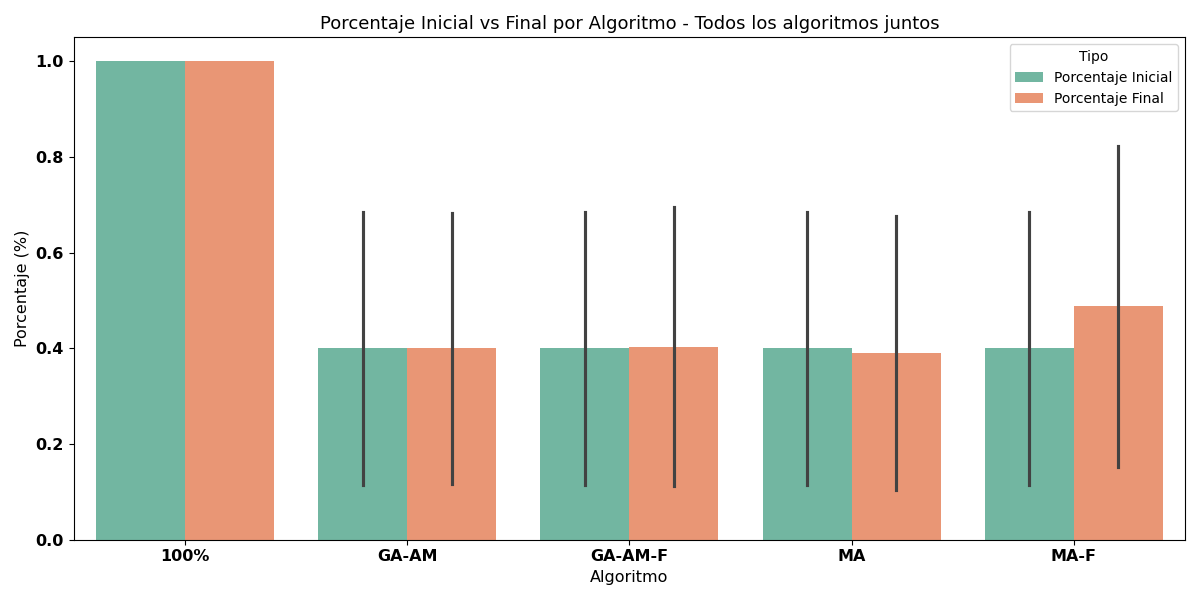 Porcentaje Inicial vs Final por Algoritmo - Todos los algoritmos juntos
Tipo
Porcentaje Inicial
Porcentaje Final
Porcentaje (%)
1.0
0.8
0.6
0.4
0.2
0.0
100%
GA-AM
GA-AM-F
MA
MA-F
Algoritmo